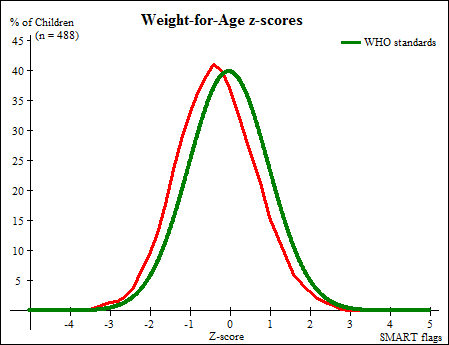 Weight-for-Age z-scores
% of Children
(n = 488)
WHO standards
45
40
35
30
25
20
15
10
5
-4 -3 -2 -1 0 1 2 3 4 5
Z-score
SMART flags